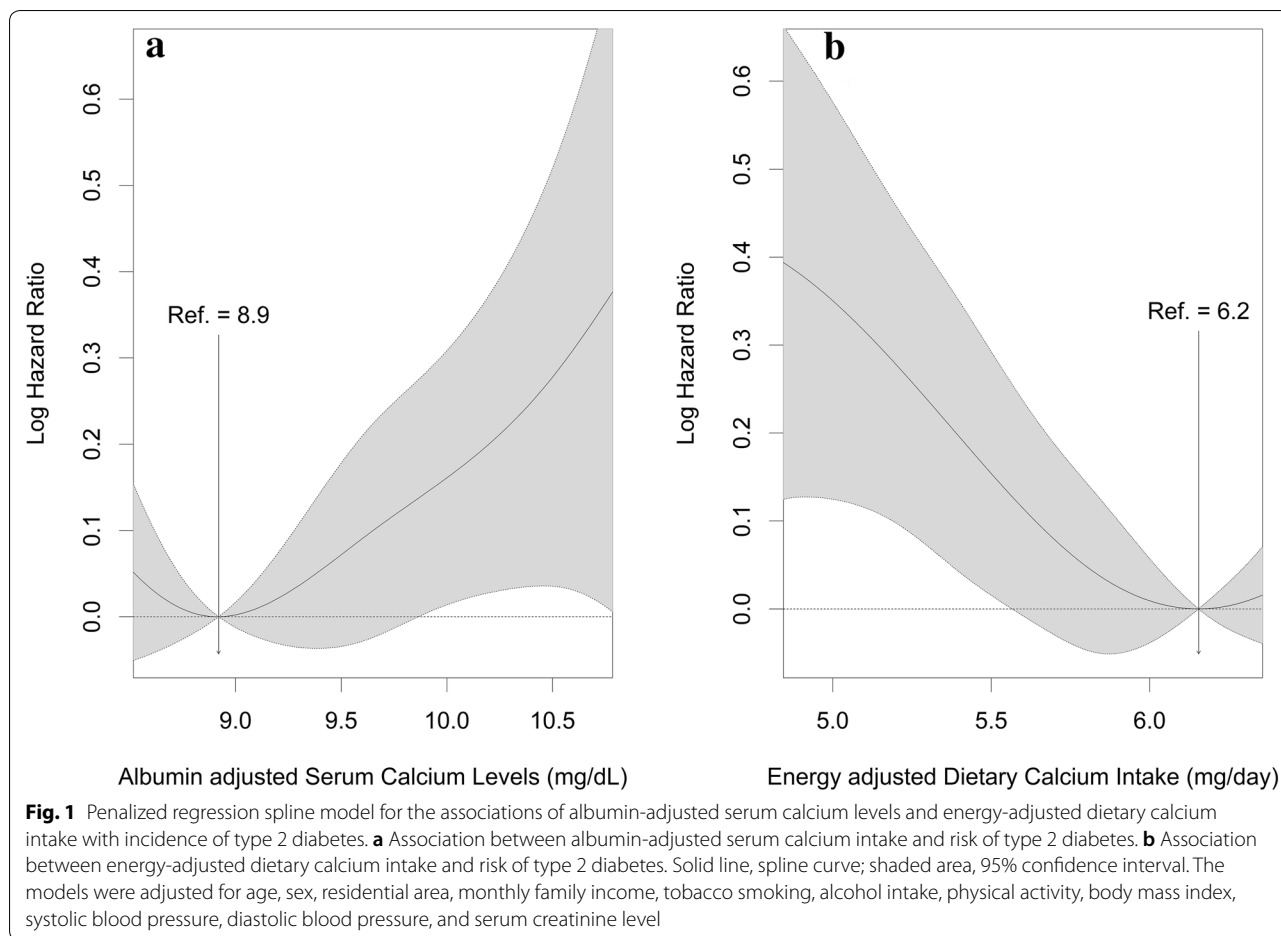 a
Log Hazard Ratio
0.6
0.5
0.4
0.3
0.2
0.1
0.0
Ref. = 8.9
9.0 9.5 10.0 10.5
Albumin adjusted Serum Calcium Levels (mg/dL)
b
Log Hazard Ratio
0.6
0.5
0.4
0.3
0.2
0.1
0.0
Ref. = 6.2
5.0 5.5 6.0
Energy adjusted Dietary Calcium Intake (mg/day)
Fig. 1 Penalized regression spline model for the associations of albumin-adjusted serum calcium levels and energy-adjusted dietary calcium
intake with incidence of type 2 diabetes. a Association between albumin-adjusted serum calcium intake and risk of type 2 diabetes. b Association
between energy-adjusted dietary calcium intake and risk of type 2 diabetes. Solid line, spline curve; shaded area, 95% confidence interval. The
models were adjusted for age, sex, residential area, monthly family income, tobacco smoking, alcohol intake, physical activity, body mass index,
systolic blood pressure, diastolic blood pressure, and serum creatinine level